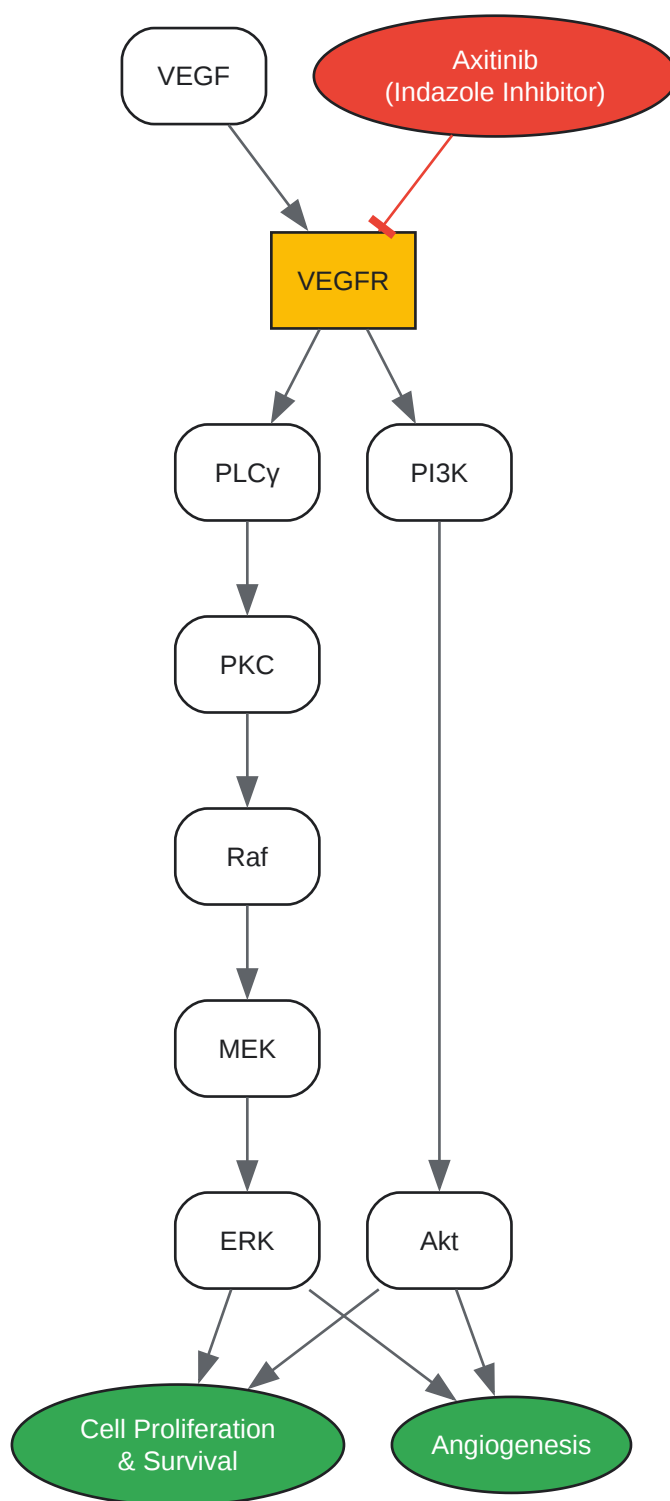 VEGF
Axitinib
(Indazole Inhibitor)
VEGFR
PLCγ
PI3K
PKC
Raf
MEK
ERK
Akt
Cell Proliferation
& Survival
Angiogenesis